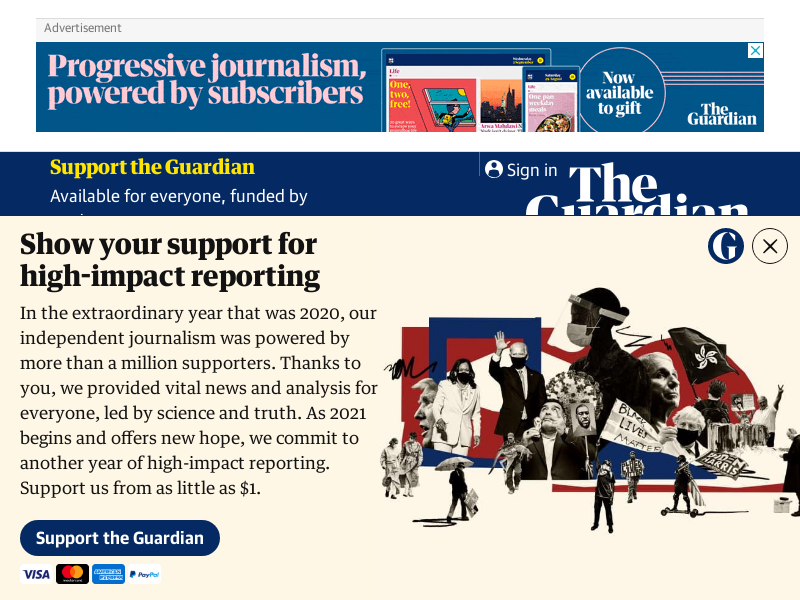 Advertisement
Progressive journalism,
powered by subscribers
Life
One,
two,
free!
Life
One pan
weekday
meals
Now
available
to gift
The
Guardian
Support the Guardian
Available for everyone, funded by
Sign in
The
Guardian
Show your support for
high-impact reporting
In the extraordinary year that was 2020, our
independent journalism was powered by
more than a million supporters. Thanks to
you, we provided vital news and analysis for
everyone, led by science and truth. As 2021
begins and offers new hope, we commit to
another year of high-impact reporting.
Support us from as little as $1.
BLACK
LIVES
MATTER
Support the Guardian
VISA
mastercard
AMERICAN
EXPRESS
PayPal